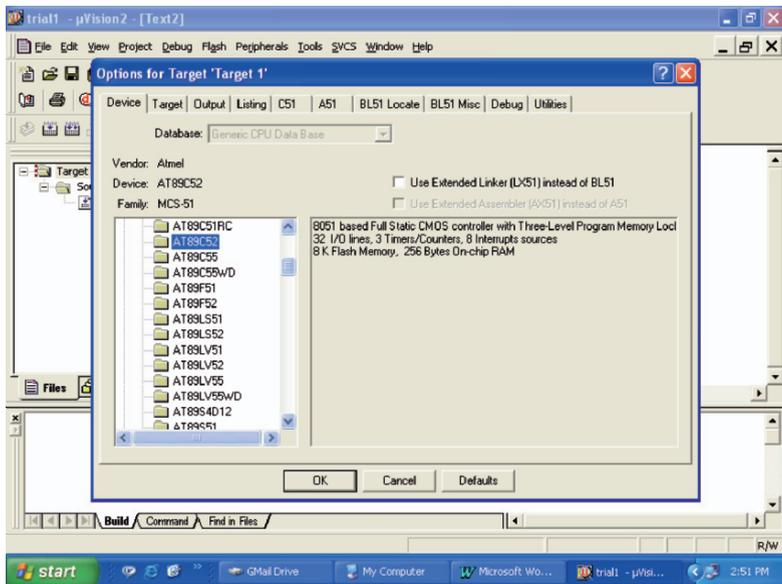 trial1 - µVision2 - [Text2]
File Edit View Project Debug Flash Peripherals Tools SVCS Window Help
Options for Target 'Target 1'
Device Target Output Listing C51 A51 BL51 Locate BL51 Misc Debug Utilities
Database: Generic CPU Data Base
Vendor: Atmel
Device: AT89C52
Use Extended Linker (LX51) instead of BL51
Family: MCS-51
Use Extended Assembler (AX51) instead of A51
Target
Sou
AT89C51RC
AT89C52
AT89C55
AT89C55WD
AT89F51
AT89F52
AT89LS51
AT89LS52
AT89LV51
AT89LV52
AT89LV55
AT89LV55WD
AT89S4D12
AT89S51
8051 based Full Static CMOS controller with Three-Level Program Memory Locl
32 I/O lines, 3 Timers/Counters, 8 Interrupts sources
8 K Flash Memory, 256 Bytes On-chip RAM
Files
OK Cancel Defaults
Build Command Find in Files
R/W
start GMail Drive My Computer Microsoft Wo... trial1 - µVisi... 2:51 PM